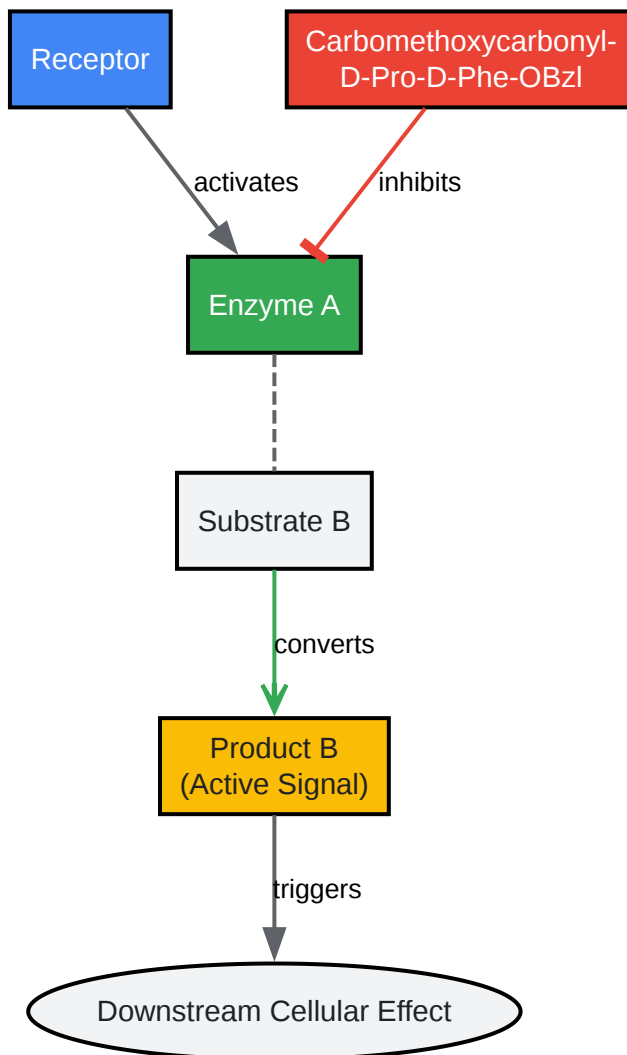 Receptor
Carbomethoxycarbonyl-
D-Pro-D-Phe-OBzl
activates
inhibits
Enzyme A
Substrate B
converts
Product B
(Active Signal)
triggers
Downstream Cellular Effect